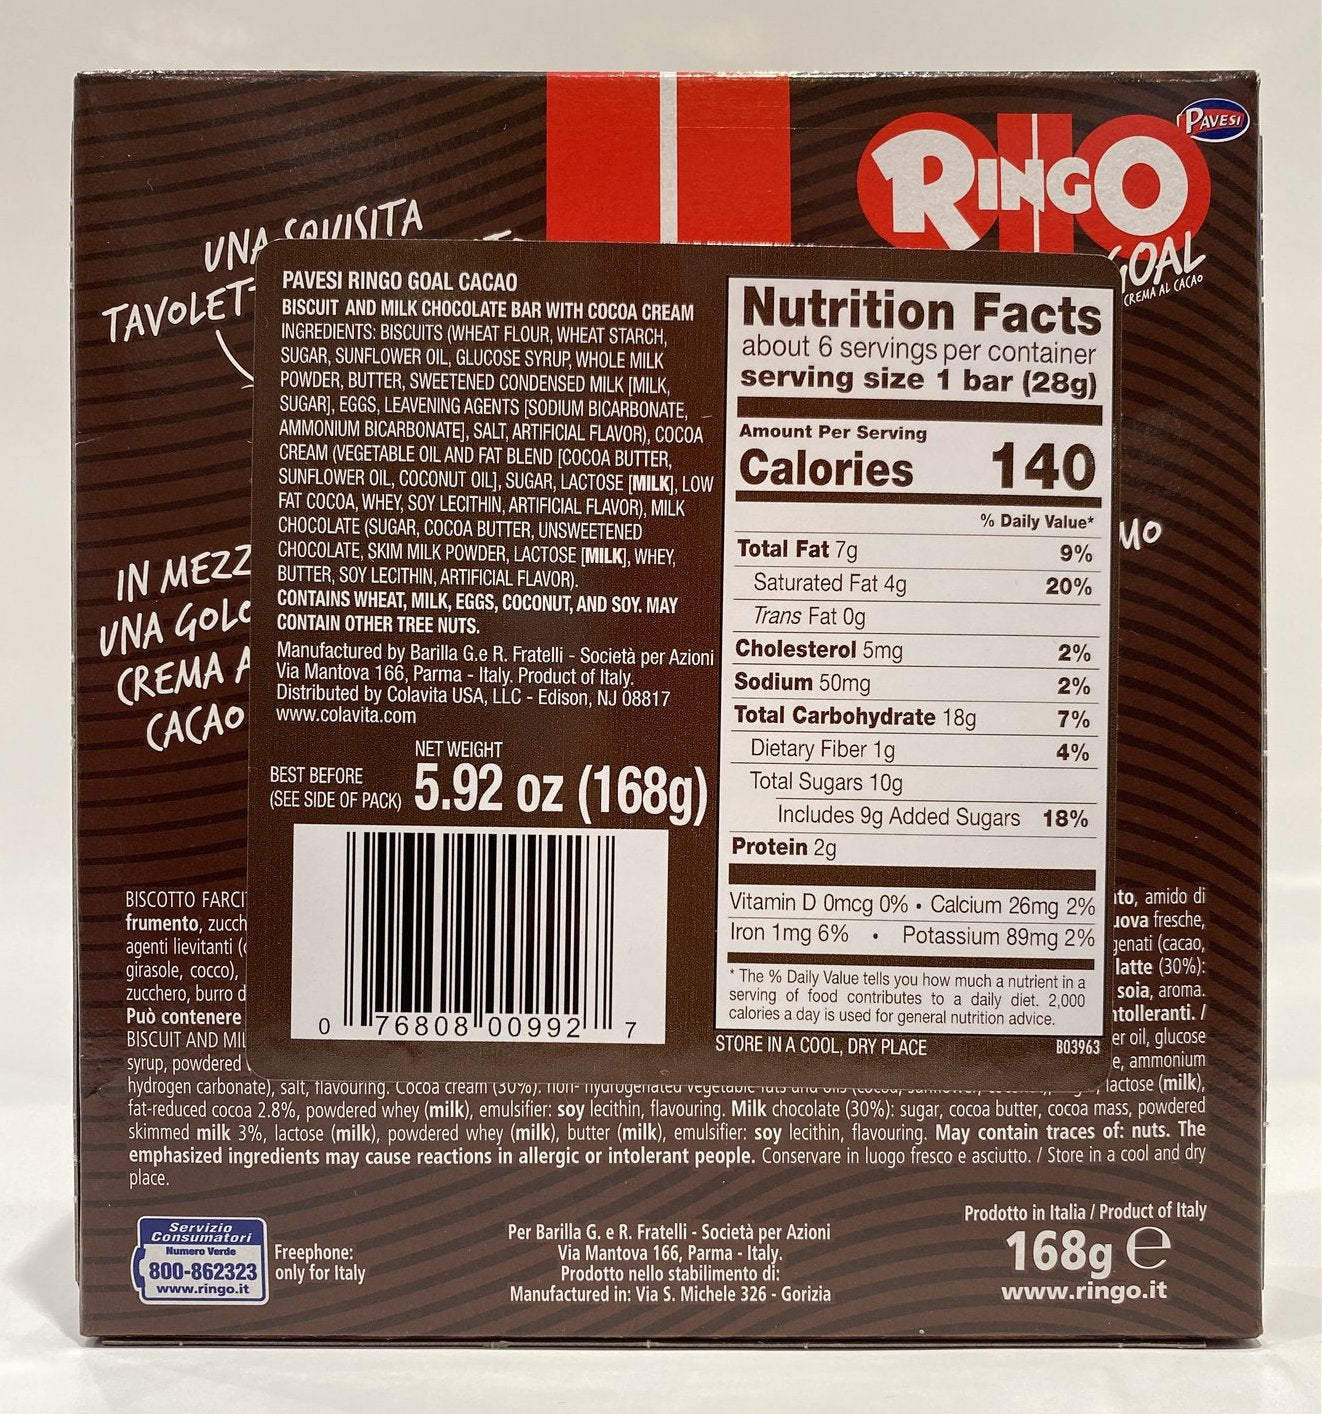 PAVESI
RINGO
GOAL
CREMA AL CACAO
UNA SQUISITA
IN MEZZ
UNA GOLO
CREMA A
CACAO
MO
PAVESI RINGO GOAL CACAO
BISCUIT AND MILK CHOCOLATE BAR WITH COCOA CREAM
INGREDIENTS: BISCUITS (WHEAT FLOUR, WHEAT STARCH,
SUGAR, SUNFLOWER OIL, GLUCOSE SYRUP, WHOLE MILK
POWDER, BUTTER, SWEETENED CONDENSED MILK [MILK,
SUGAR], EGGS, LEAVENING AGENTS [SODIUM BICARBONATE,
AMMONIUM BICARBONATE], SALT, ARTIFICIAL FLAVOR), COCOA
CREAM (VEGETABLE OIL AND FAT BLEND [COCOA BUTTER,
SUNFLOWER OIL, COCONUT OIL], SUGAR, LACTOSE [MILK], LOW
FAT COCOA, WHEY, SOY LECITHIN, ARTIFICIAL FLAVOR), MILK
CHOCOLATE (SUGAR, COCOA BUTTER, UNSWEETENED
CHOCOLATE, SKIM MILK POWDER, LACTOSE [MILK], WHEY,
BUTTER, SOY LECITHIN, ARTIFICIAL FLAVOR).
CONTAINS WHEAT, MILK, EGGS, COCONUT, AND SOY. MAY
CONTAIN OTHER TREE NUTS.
Manufactured by Barilla G.e R. Fratelli - Società per Azioni
Via Mantova 166, Parma - Italy. Product of Italy.
Distributed by Colavita USA, LLC - Edison, NJ 08817
www.colavita.com
NET WEIGHT
BEST BEFORE
(SEE SIDE OF PACK)
5.92 oz (168g)
0 76808 00992 7
Nutrition Facts
about 6 servings per container
serving size 1 bar (28g)
Amount Per Serving
Calories 140
% Daily Value*
Total Fat 7g 9%
Saturated Fat 4g 20%
Trans Fat 0g
Cholesterol 5mg 2%
Sodium 50mg 2%
Total Carbohydrate 18g 7%
Dietary Fiber 1g 4%
Total Sugars 10g
Includes 9g Added Sugars 18%
Protein 2g
Vitamin D 0mcg 0% • Calcium 26mg 2%
Iron 1mg 6% • Potassium 89mg 2%
* The % Daily Value tells you how much a nutrient in a
serving of food contributes to a daily diet. 2,000
calories a day is used for general nutrition advice.
STORE IN A COOL, DRY PLACE B03963
BISCOTTO FARCI to, amido di
frumento, zucch uova fresche,
agenti lievitanti ( genati (cacao,
girasole, cocco), latte (30%):
zucchero, burro d soia, aroma.
Può contenere ntolleranti. /
BISCUIT AND MIL er oil, glucose
syrup, powdered e, ammonium
hydrogen carbonate), salt, flavouring. Cocoa cream (30%): non- hydrogenated vegetable fats and oils lactose (milk),
fat-reduced cocoa 2.8%, powdered whey (milk), emulsifier: soy lecithin, flavouring. Milk chocolate (30%): sugar, cocoa butter, cocoa mass, powdered
skimmed milk 3%, lactose (milk), powdered whey (milk), butter (milk), emulsifier: soy lecithin, flavouring. May contain traces of: nuts. The
emphasized ingredients may cause reactions in allergic or intolerant people. Conservare in luogo fresco e asciutto. / Store in a cool and dry
place.
Servizio
Consumatori
Numero Verde
800-862323
www.ringo.it
Freephone:
only for Italy
Per Barilla G. e R. Fratelli - Società per Azioni
Via Mantova 166, Parma - Italy.
Prodotto nello stabilimento di:
Manufactured in: Via S. Michele 326 - Gorizia
Prodotto in Italia / Product of Italy
168g e
www.ringo.it